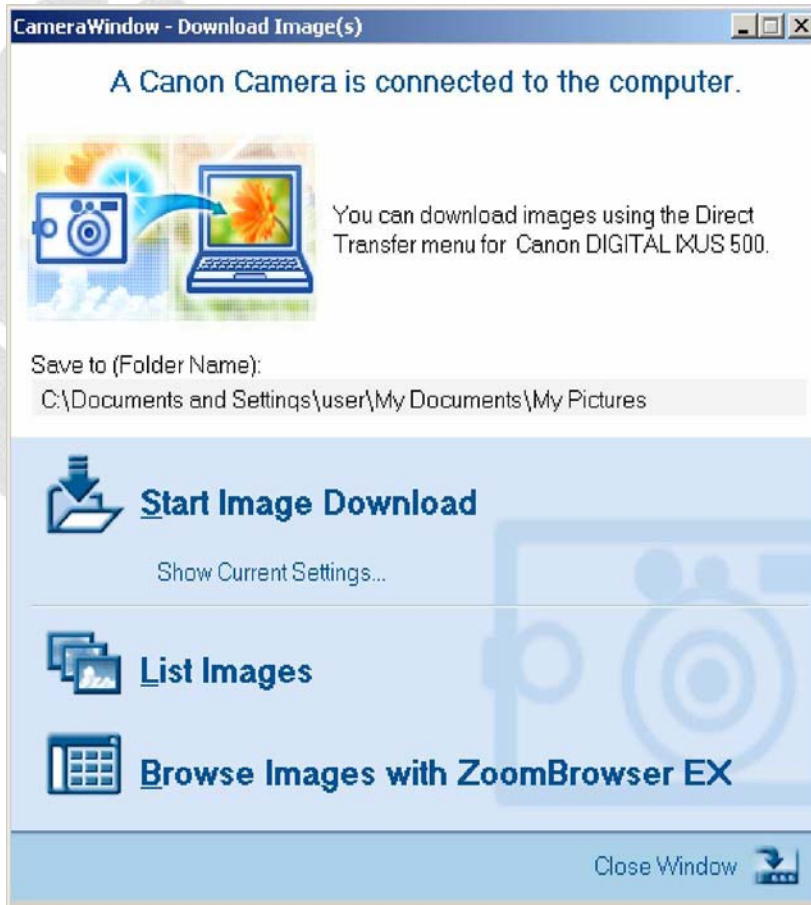 CameraWindow - Download Image(s)
A Canon Camera is connected to the computer.
You can download images using the Direct
Transfer menu for Canon DIGITAL IXUS 500.
Save to (Folder Name):
C:\Documents and Settings\user\My Documents\My Pictures
Start Image Download
Show Current Settings...
List Images
Browse Images with ZoomBrowser EX
Close Window